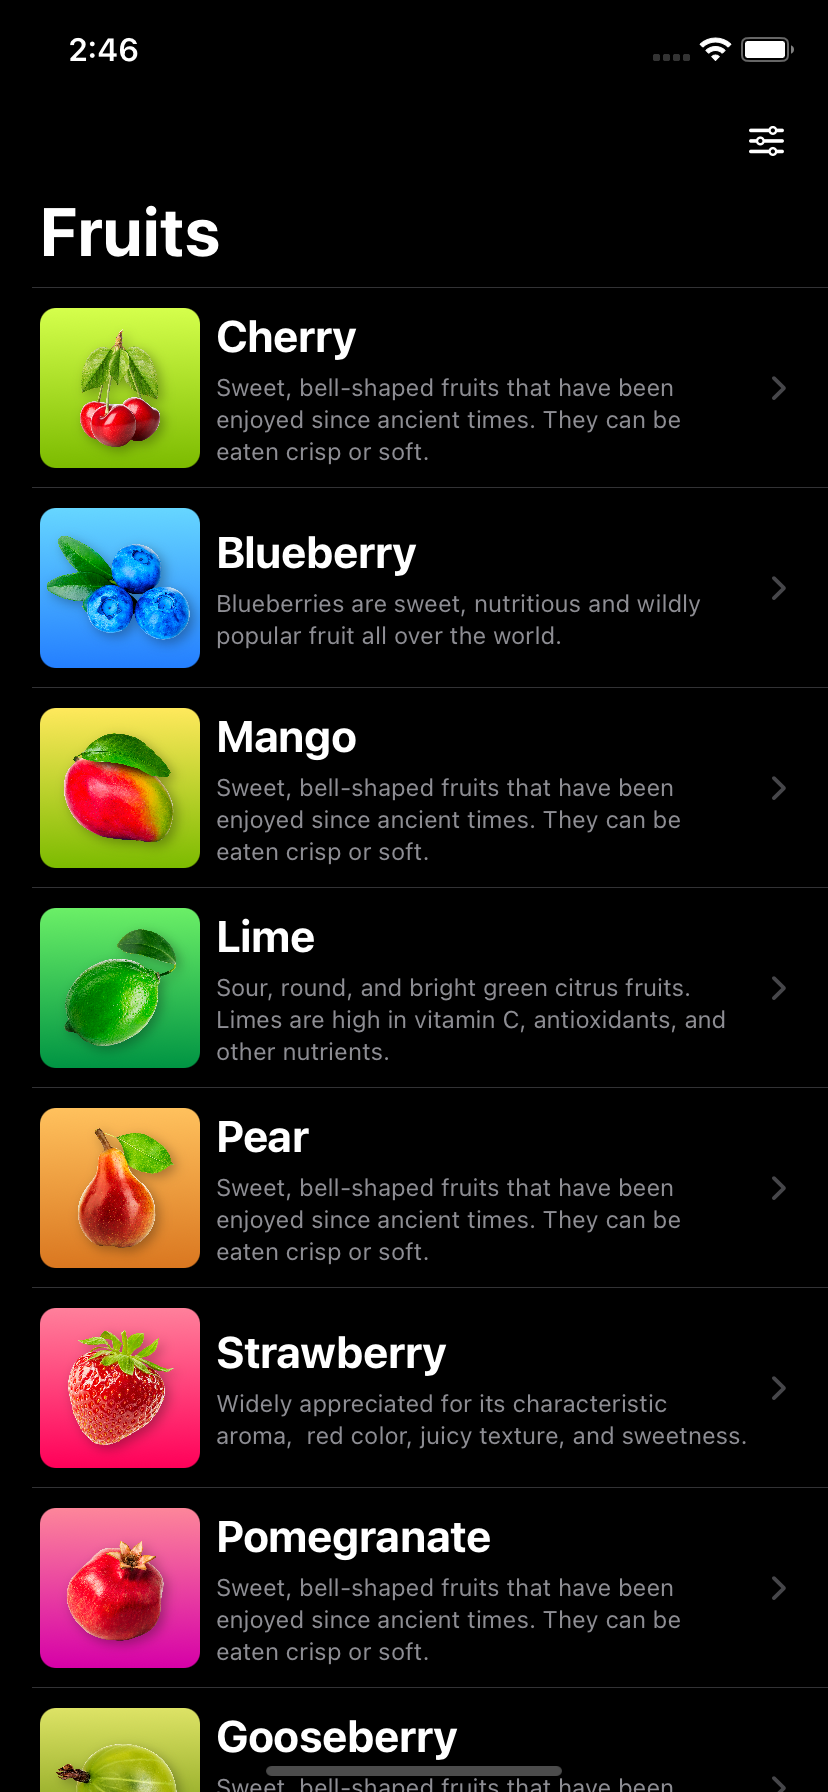 2:46
Fruits
Cherry
Sweet, bell-shaped fruits that have been
enjoyed since ancient times. They can be
eaten crisp or soft.
Blueberry
Blueberries are sweet, nutritious and wildly
popular fruit all over the world.
Mango
Sweet, bell-shaped fruits that have been
enjoyed since ancient times. They can be
eaten crisp or soft.
Lime
Sour, round, and bright green citrus fruits.
Limes are high in vitamin C, antioxidants, and
other nutrients.
Pear
Sweet, bell-shaped fruits that have been
enjoyed since ancient times. They can be
eaten crisp or soft.
Strawberry
Widely appreciated for its characteristic
aroma,  red color, juicy texture, and sweetness.
Pomegranate
Sweet, bell-shaped fruits that have been
enjoyed since ancient times. They can be
eaten crisp or soft.
Gooseberry
Sweet, bell-shaped fruits that have been